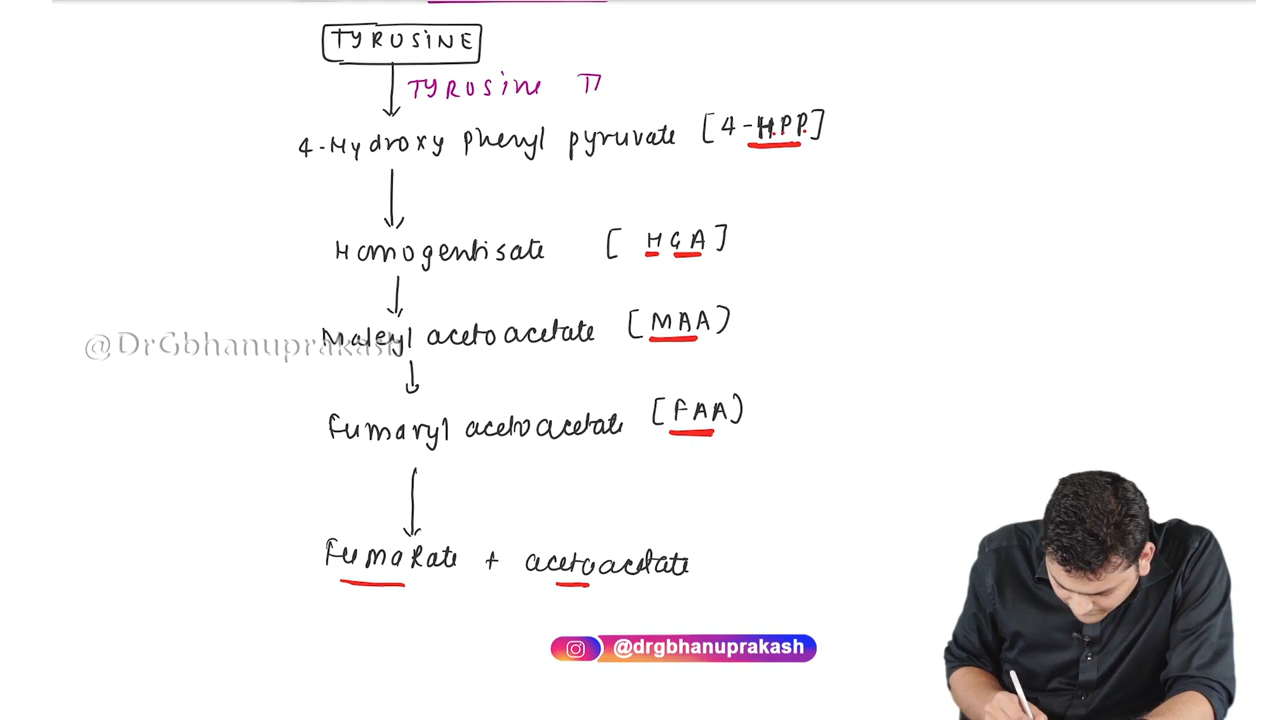 TYROSINE
TYROSine T
4-Hydroxy phenyl pyruvate [4-H.P.P.]
Homogentisate [HGA]
Maleyl acetoacetate [MAA)
@DrGbhanuprakash
Fumaryl acetoacetate [FAA)
FumaRate + acetoacetate
@drgbhanuprakash